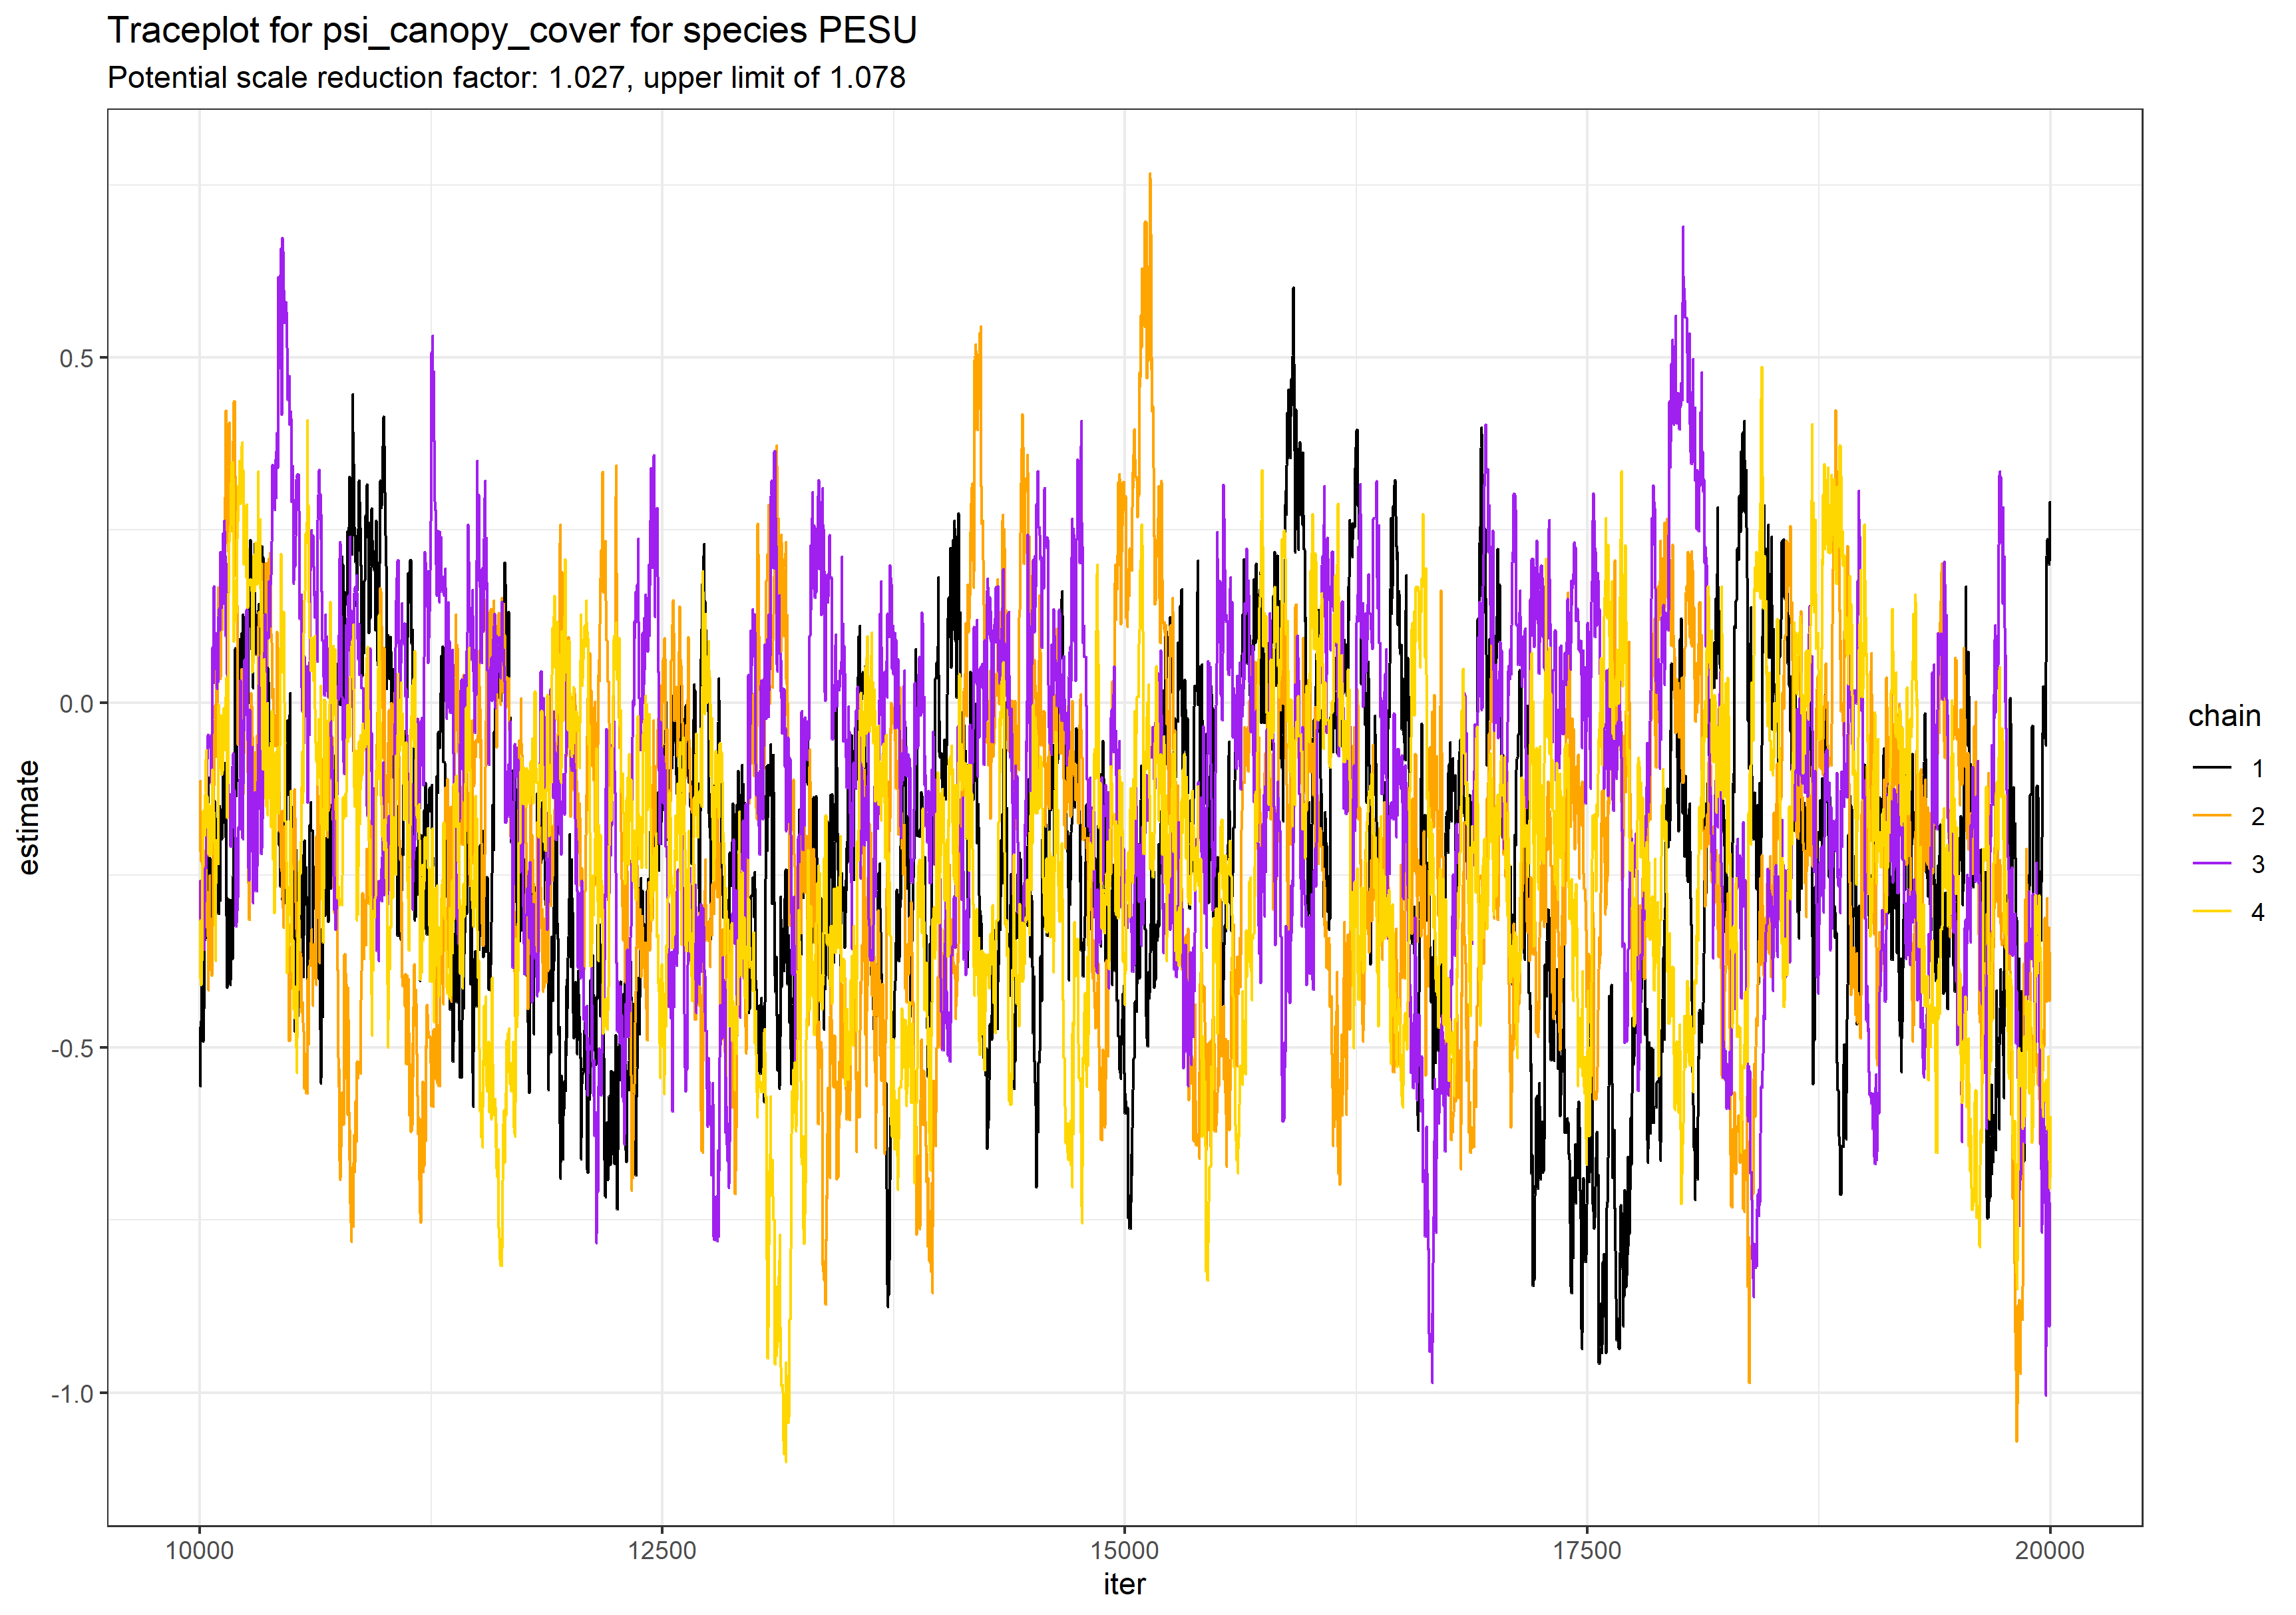 Traceplot for psi_canopy_cover for species PESU
Potential scale reduction factor: 1.027, upper limit of 1.078
0.5
0.0
-0.5
-1.0
estimate
10000 12500 15000 17500 20000
iter
chain
1
2
3
4